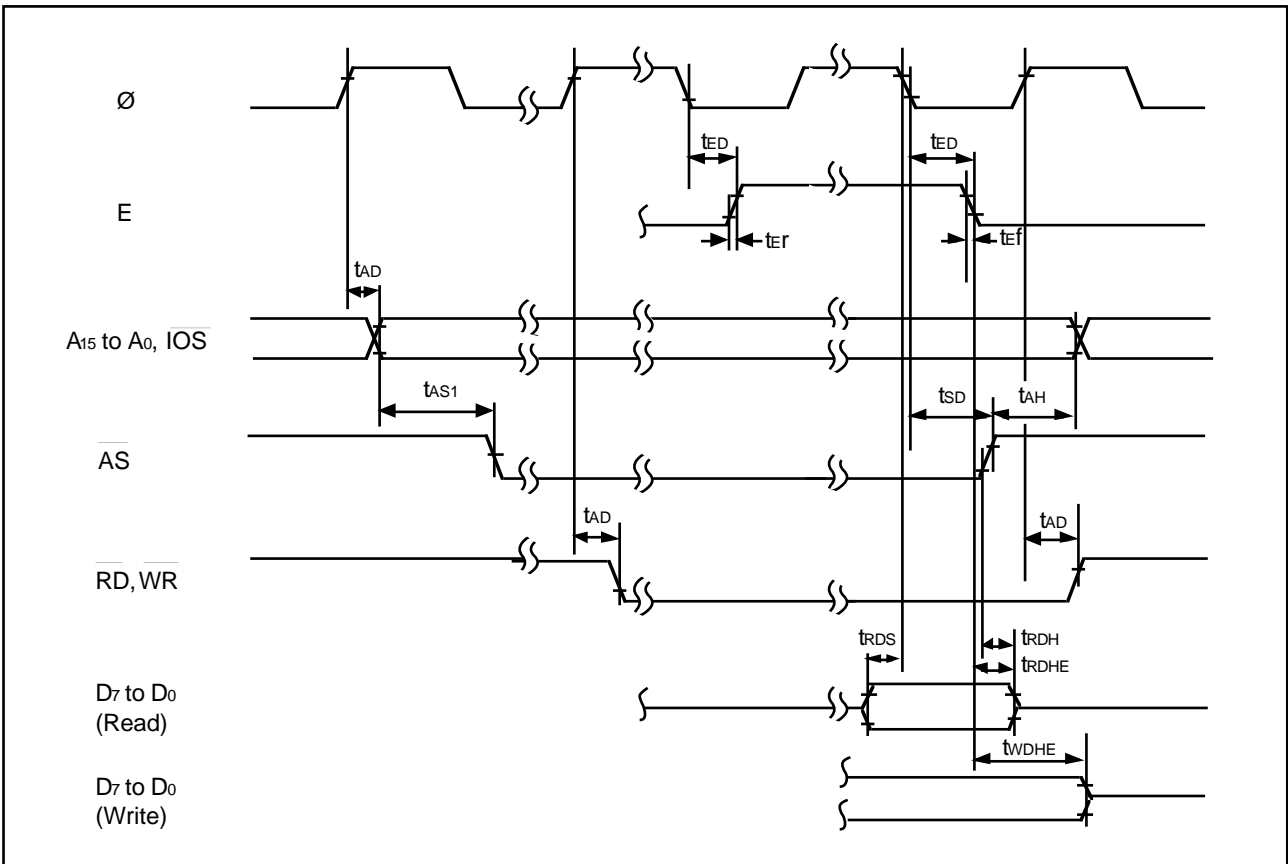 Ø
tED
tED
E
tEr
tEf
tAD
A15 to A0, IOS
tAS1
tSD
tAH
AS
tAD
tAD
RD, WR
tRDS
tRDH
tRDHE
D7 to D0
(Read)
tWDHE
D7 to D0
(Write)